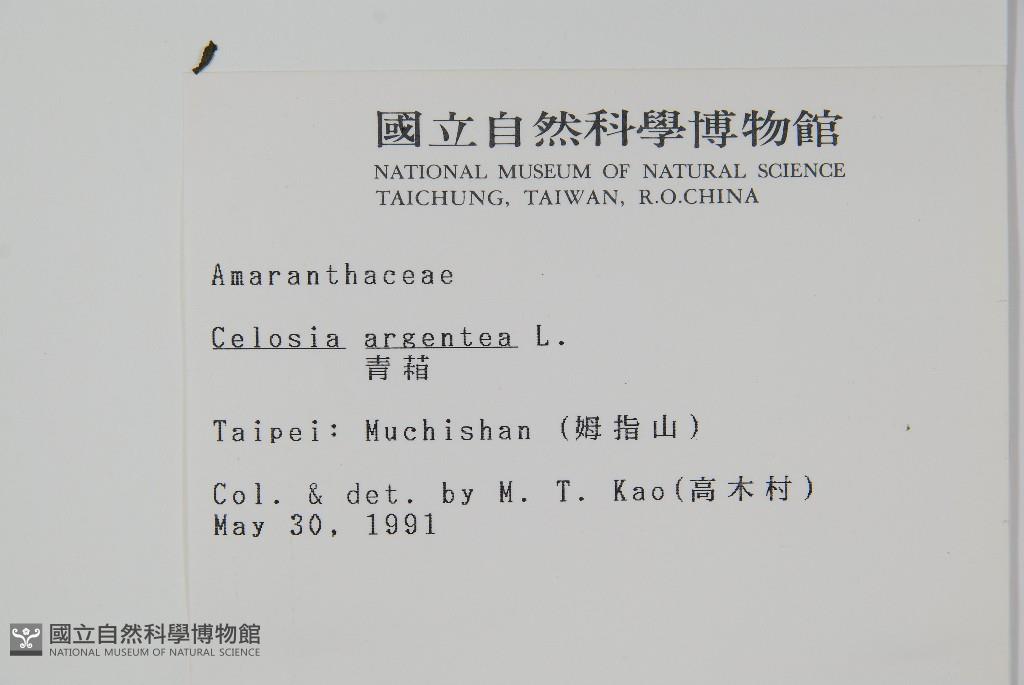 國立自然科學博物館
NATIONAL MUSEUM OF NATURAL SCIENCE
TAICHUNG, TAIWAN, R.O.CHINA
Amaranthaceae
Celosia argentea L.
青葙
Taipei: Muchishan (姆指山)
Col. & det. by M. T. Kao(高木村)
May 30, 1991
國立自然科學博物館
NATIONAL MUSEUM OF NATURAL SCIENCE